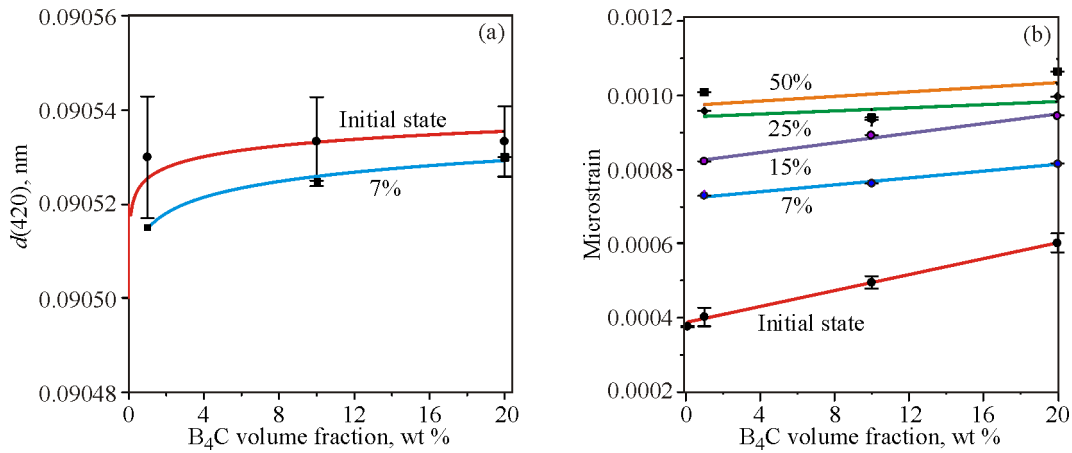 (a)
0.09056
0.09054
0.09052
0.09050
0.09048
d(420), nm
Initial state
7%
0 4 8 12 16 20
B4C volume fraction, wt %
(b)
0.0012
0.0010
0.0008
0.0006
0.0004
0.0002
Microstrain
50%
25%
15%
7%
Initial state
0 4 8 12 16 20
B4C volume fraction, wt %